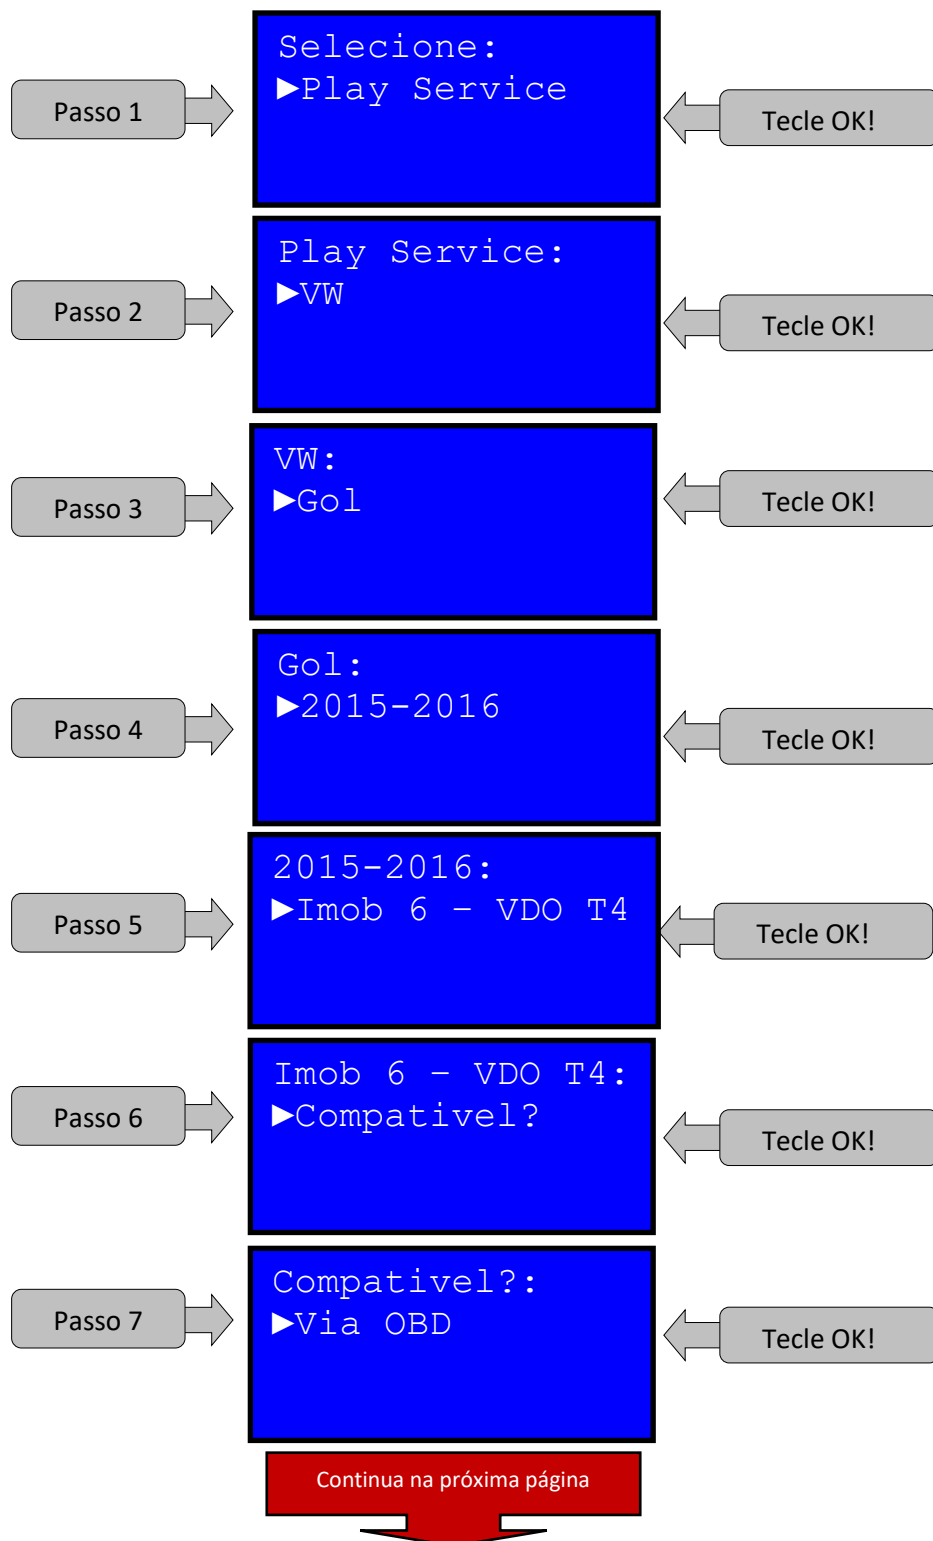 Passo 1
Selecione:
►Play Service
Tecle OK!
Passo 2
Play Service:
►VW
Tecle OK!
Passo 3
VW:
►Gol
Tecle OK!
Passo 4
Gol:
►2015-2016
Tecle OK!
Passo 5
2015-2016:
►Imob 6 – VDO T4
Tecle OK!
Passo 6
Imob 6 – VDO T4:
►Compativel?
Tecle OK!
Passo 7
Compativel?:
►Via OBD
Tecle OK!
Continua na próxima página